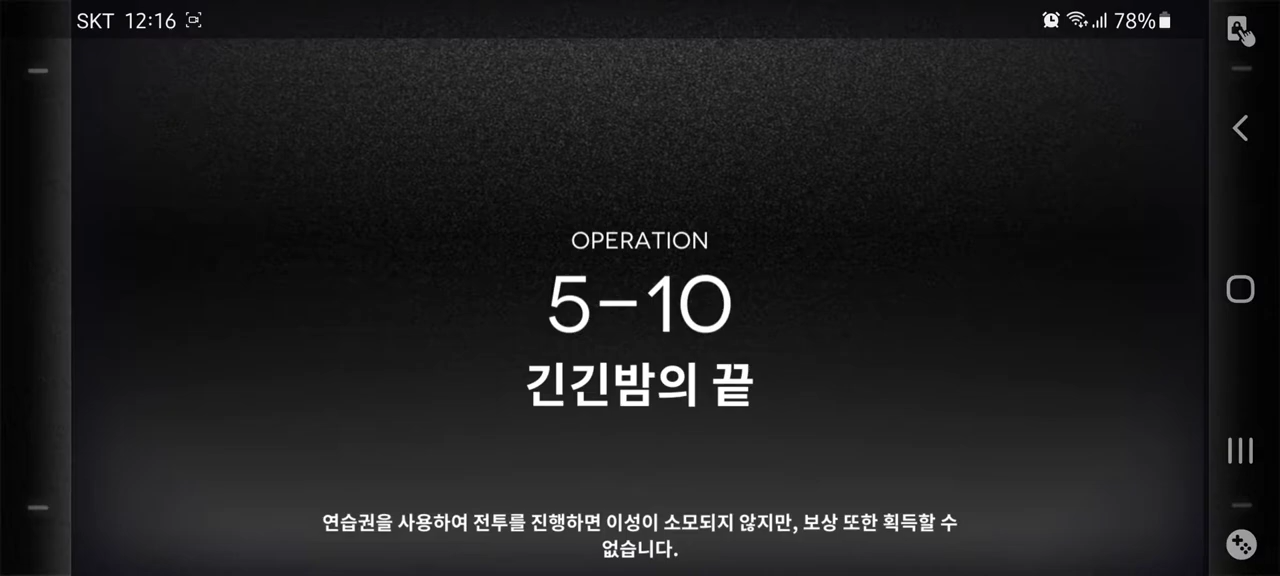 SKT 12:16
78%
OPERATION
5-10
긴긴밤의 끝
연습권을 사용하여 전투를 진행하면 이성이 소모되지 않지만, 보상 또한 획득할 수
없습니다.